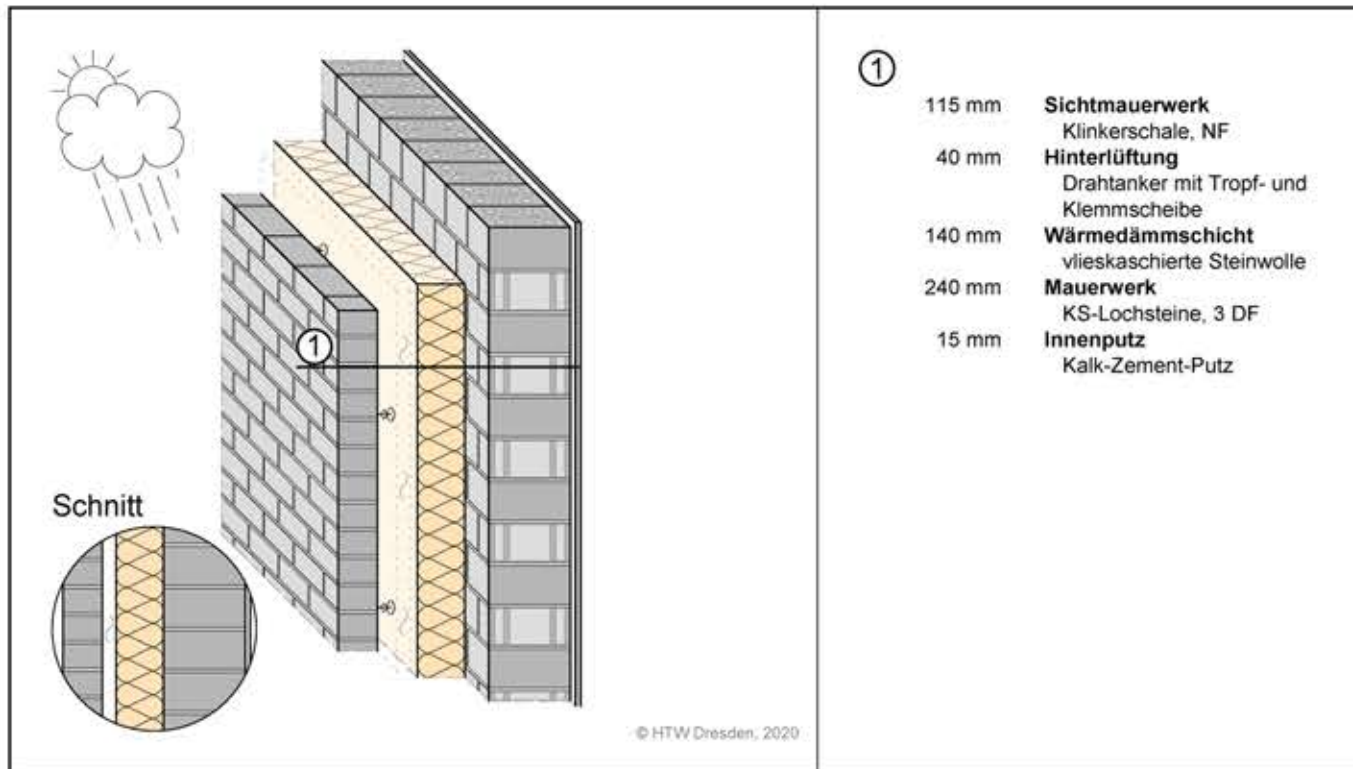 ①
Schnitt
© HTW Dresden, 2020
①
115 mm Sichtmauerwerk
Klinkerschale, NF
40 mm Hinterlüftung
Drahtanker mit Tropf- und
Klemmscheibe
140 mm Wärmedämmschicht
vlieskaschierte Steinwolle
240 mm Mauerwerk
KS-Lochsteine, 3 DF
15 mm Innenputz
Kalk-Zement-Putz